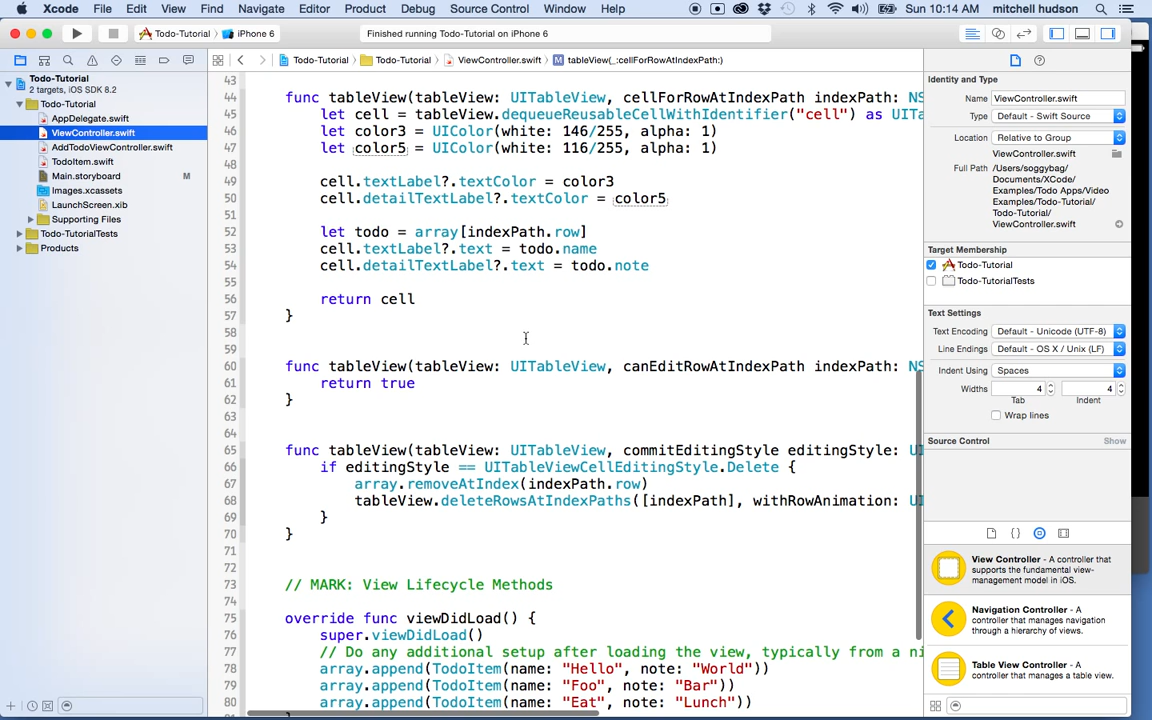 Xcode File Edit View Find Navigate Editor Product Debug Source Control Window Help Sun 10:14 AM mitchell hudson
Todo-Tutorial iPhone 6 Finished running Todo-Tutorial on iPhone 6
Todo-Tutorial Todo-Tutorial ViewController.swift M tableView(_:cellForRowAtIndexPath:)
Todo-Tutorial
2 targets, iOS SDK 8.2
Todo-Tutorial
AppDelegate.swift
ViewController.swift
AddTodoViewController.swift
TodoItem.swift
Main.storyboard M
Images.xcassets
LaunchScreen.xib
Supporting Files
Todo-TutorialTests
Products
43
44 func tableView(tableView: UITableView, cellForRowAtIndexPath indexPath: NS
45 let cell = tableView.dequeueReusableCellWithIdentifier("cell") as UITa
46 let color3 = UIColor(white: 146/255, alpha: 1)
47 let color5 = UIColor(white: 116/255, alpha: 1)
48
49 cell.textLabel?.textColor = color3
50 cell.detailTextLabel?.textColor = color5
51
52 let todo = array[indexPath.row]
53 cell.textLabel?.text = todo.name
54 cell.detailTextLabel?.text = todo.note
55
56 return cell
57 }
58
59
60 func tableView(tableView: UITableView, canEditRowAtIndexPath indexPath: NS
61 return true
62 }
63
64
65 func tableView(tableView: UITableView, commitEditingStyle editingStyle: UI
66 if editingStyle == UITableViewCellEditingStyle.Delete {
67 array.removeAtIndex(indexPath.row)
68 tableView.deleteRowsAtIndexPaths([indexPath], withRowAnimation: UI
69 }
70 }
71
72
73 // MARK: View Lifecycle Methods
74
75 override func viewDidLoad() {
76 super.viewDidLoad()
77 // Do any additional setup after loading the view, typically from a ni
78 array.append(TodoItem(name: "Hello", note: "World"))
79 array.append(TodoItem(name: "Foo", note: "Bar"))
80 array.append(TodoItem(name: "Eat", note: "Lunch"))
Identity and Type
Name ViewController.swift
Type Default - Swift Source
Location Relative to Group
ViewController.swift
Full Path /Users/soggybag/
Documents/XCode/
Examples/Todo Apps/Video
Examples/Todo-Tutorial/
Todo-Tutorial/
ViewController.swift
Target Membership
Todo-Tutorial
Todo-TutorialTests
Text Settings
Text Encoding Default - Unicode (UTF-8)
Line Endings Default - OS X / Unix (LF)
Indent Using Spaces
Widths 4 4
Tab Indent
Wrap lines
Source Control Show
View Controller - A controller that
supports the fundamental view-
management model in iOS.
Navigation Controller - A
controller that manages navigation
through a hierarchy of views.
Table View Controller - A
controller that manages a table view.